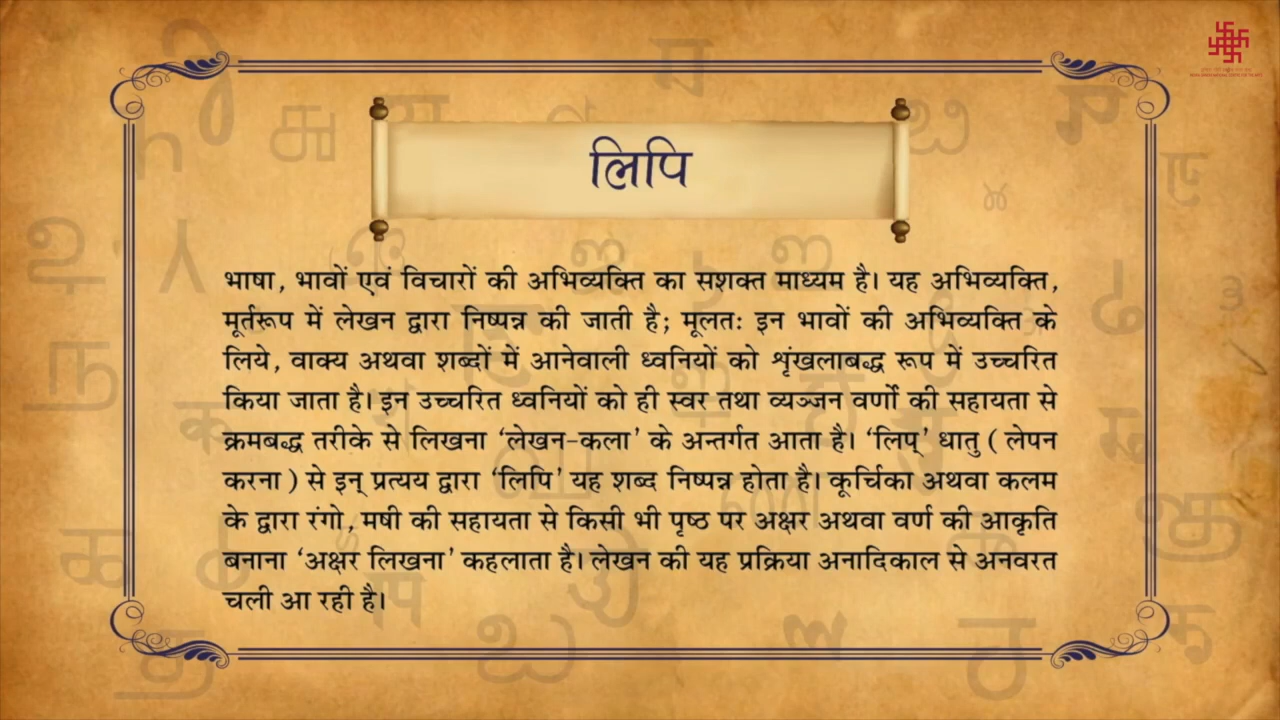 लिपि
भाषा, भावों एवं विचारों की अभिव्यक्ति का सशक्त माध्यम है। यह अभिव्यक्ति,
मूर्तरूप में लेखन द्वारा निष्पन्न की जाती है; मूलतः इन भावों की अभिव्यक्ति के
लिये, वाक्य अथवा शब्दों में आनेवाली ध्वनियों को शृंखलाबद्ध रूप में उच्चरित
किया जाता है। इन उच्चरित ध्वनियों को ही स्वर तथा व्यञ्जन वर्णों की सहायता से
क्रमबद्ध तरीके से लिखना ‘लेखन-कला’ के अन्तर्गत आता है। ‘लिप्’ धातु ( लेपन
करना ) से इन् प्रत्यय द्वारा ‘लिपि’ यह शब्द निष्पन्न होता है। कूर्चिका अथवा कलम
के द्वारा रंगो, मषी की सहायता से किसी भी पृष्ठ पर अक्षर अथवा वर्ण की आकृति
बनाना ‘अक्षर लिखना’ कहलाता है। लेखन की यह प्रक्रिया अनादिकाल से अनवरत
चली आ रही है।